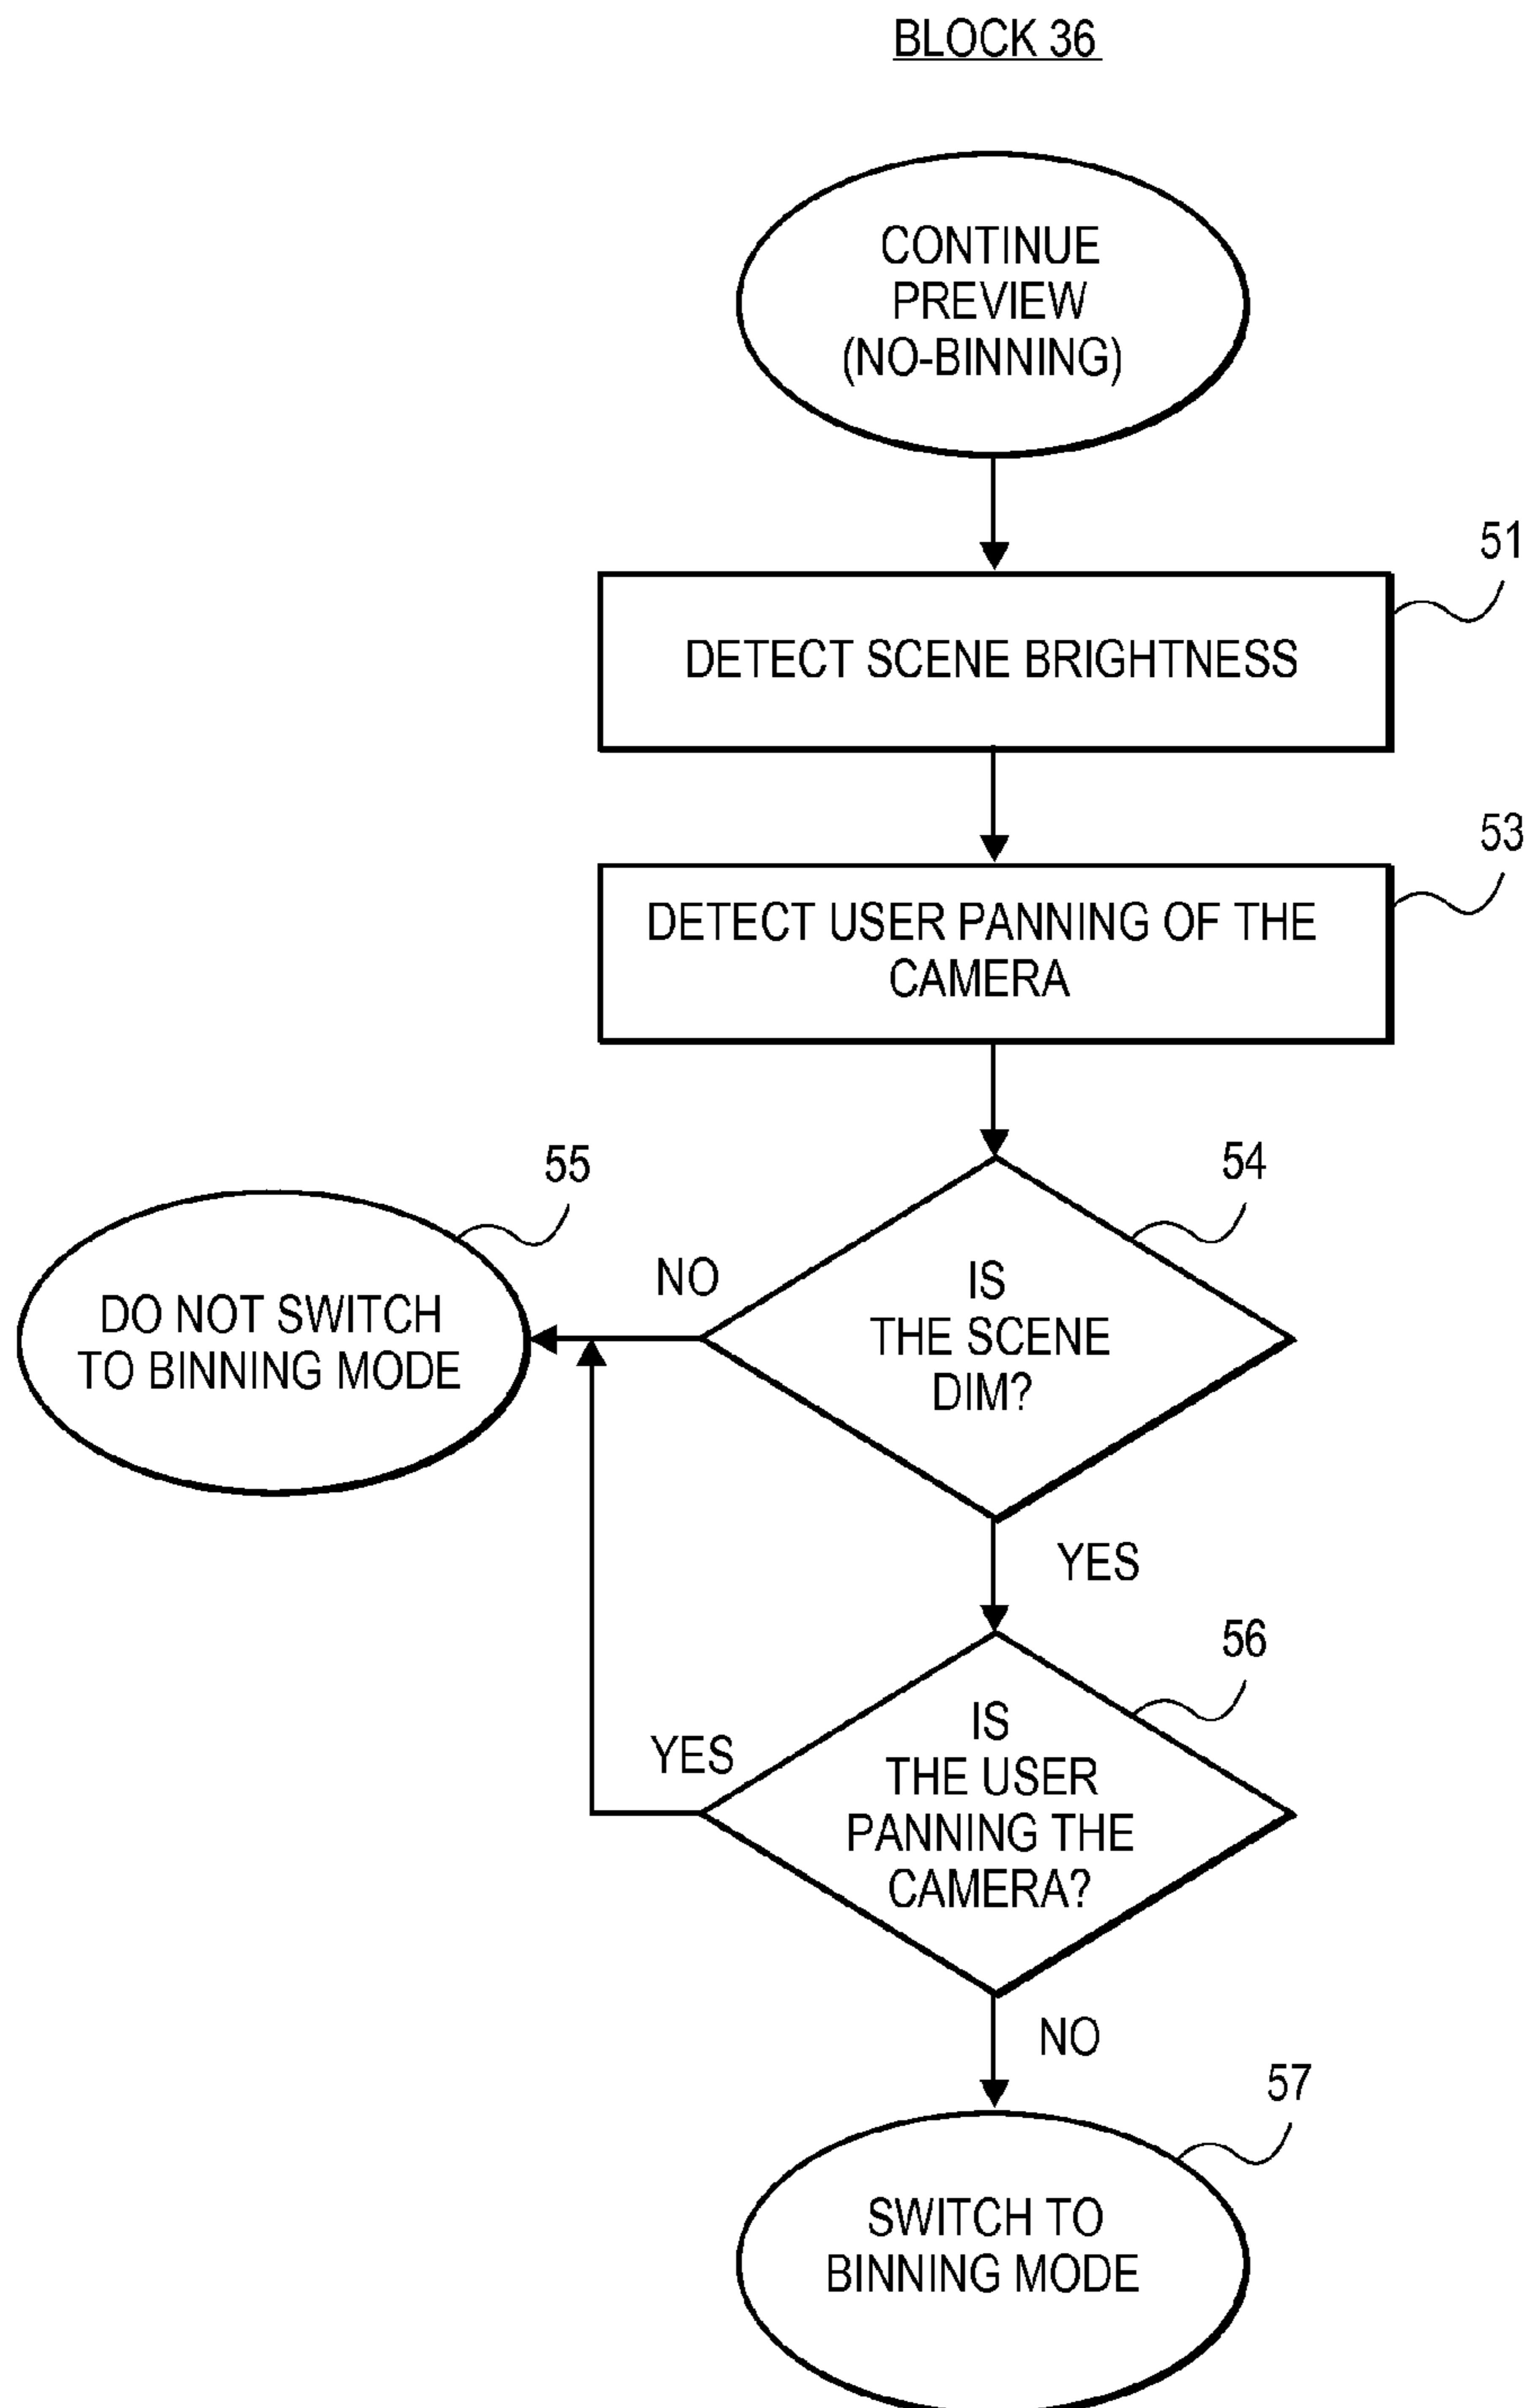 BLOCK 36
CONTINUE
PREVIEW
(NO-BINNING)
51
DETECT SCENE BRIGHTNESS
53
DETECT USER PANNING OF THE
CAMERA
54
55
NO
IS
THE SCENE
DIM?
DO NOT SWITCH
TO BINNING MODE
YES
56
YES
IS
THE USER
PANNING THE
CAMERA?
NO
57
SWITCH TO
BINNING MODE